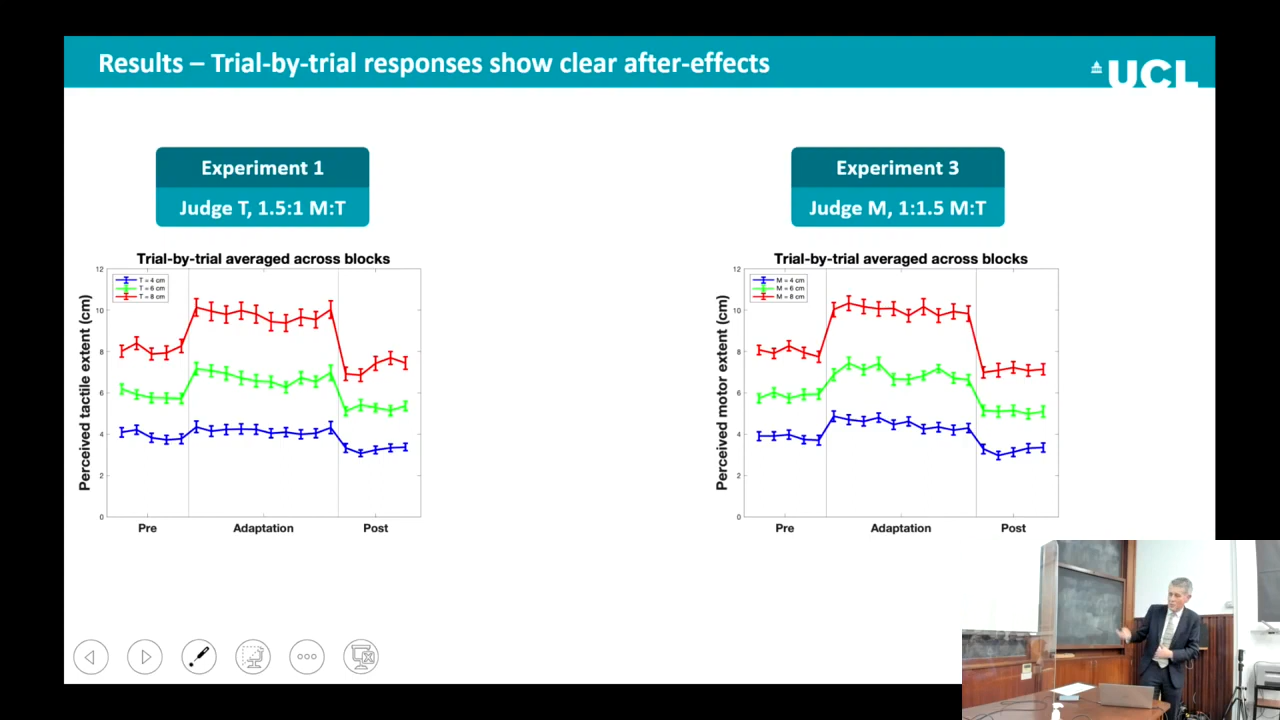 Results – Trial-by-trial responses show clear after-effects
UCL
Experiment 1
Judge T, 1.5:1 M:T
Experiment 3
Judge M, 1:1.5 M:T
Trial-by-trial averaged across blocks
T = 4 cm
T = 6 cm
T = 8 cm
Perceived tactile extent (cm)
12
10
8
6
4
2
0
Pre
Adaptation
Post
Trial-by-trial averaged across blocks
M = 4 cm
M = 6 cm
M = 8 cm
Perceived motor extent (cm)
12
10
8
6
4
2
0
Pre
Adaptation
Post